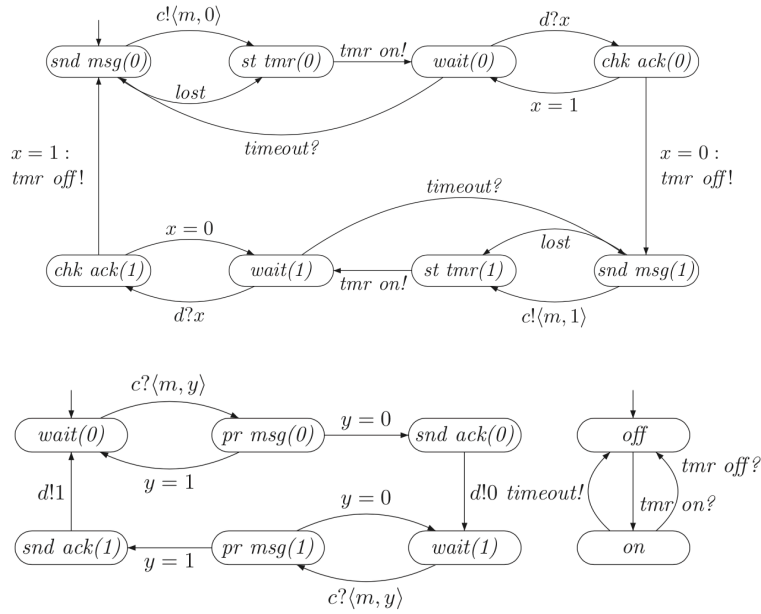 c!⟨m, 0⟩
d?x
snd msg(0)
st tmr(0)
tmr on!
wait(0)
chk ack(0)
lost
x = 1
timeout?
x = 1 :
tmr off!
x = 0 :
tmr off!
timeout?
x = 0
lost
chk ack(1)
wait(1)
tmr on!
st tmr(1)
snd msg(1)
d?x
c!⟨m, 1⟩
c?⟨m, y⟩
wait(0)
pr msg(0)
y = 0
snd ack(0)
off
y = 1
tmr off?
d!1
y = 0
d!0
timeout!
tmr on?
snd ack(1)
y = 1
pr msg(1)
wait(1)
on
c?⟨m, y⟩